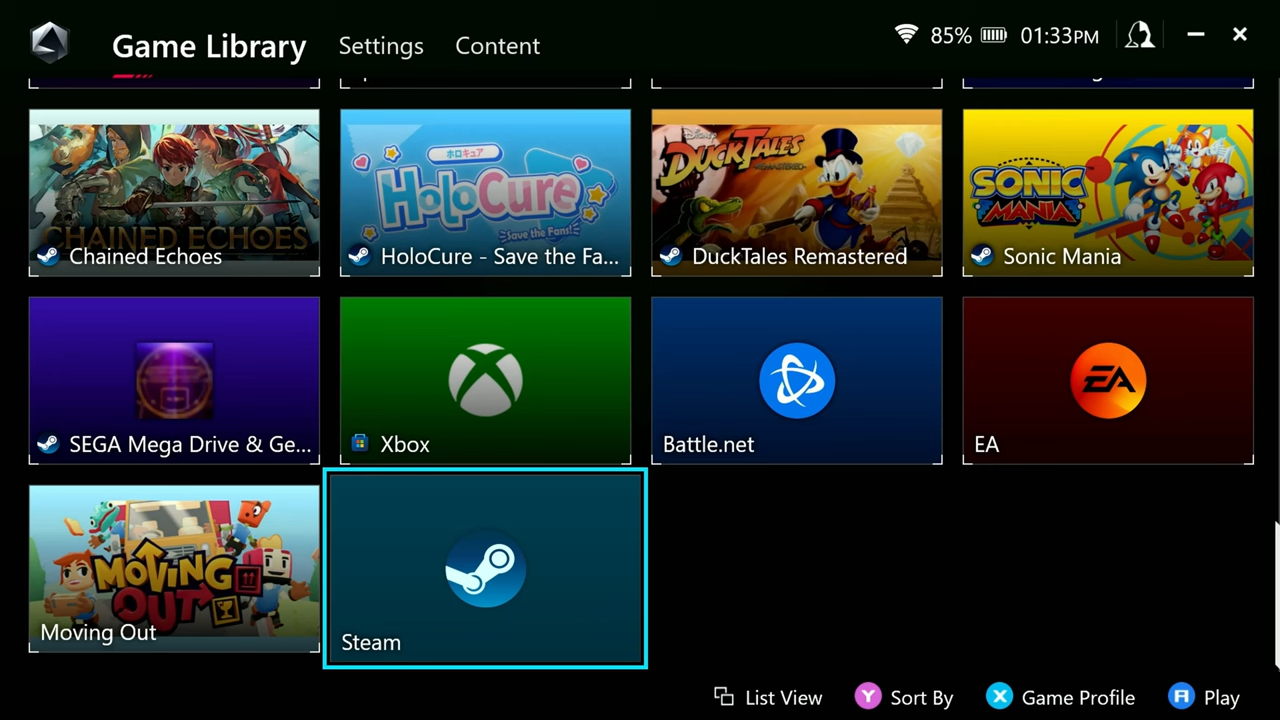 Game Library
Settings
Content
85%
01:33PM
CHAINED ECHOES
Chained Echoes
ホロキュア
HoloCure
Save the Fans!
HoloCure - Save the Fa...
Disney
DUCKTALES
REMASTERED
DuckTales Remastered
SONIC
MANIA
Sonic Mania
SEGA Mega Drive & Ge...
Xbox
Battle.net
EA
EA
MOVING
OUT
Moving Out
Steam
List View
Y Sort By
X Game Profile
A Play